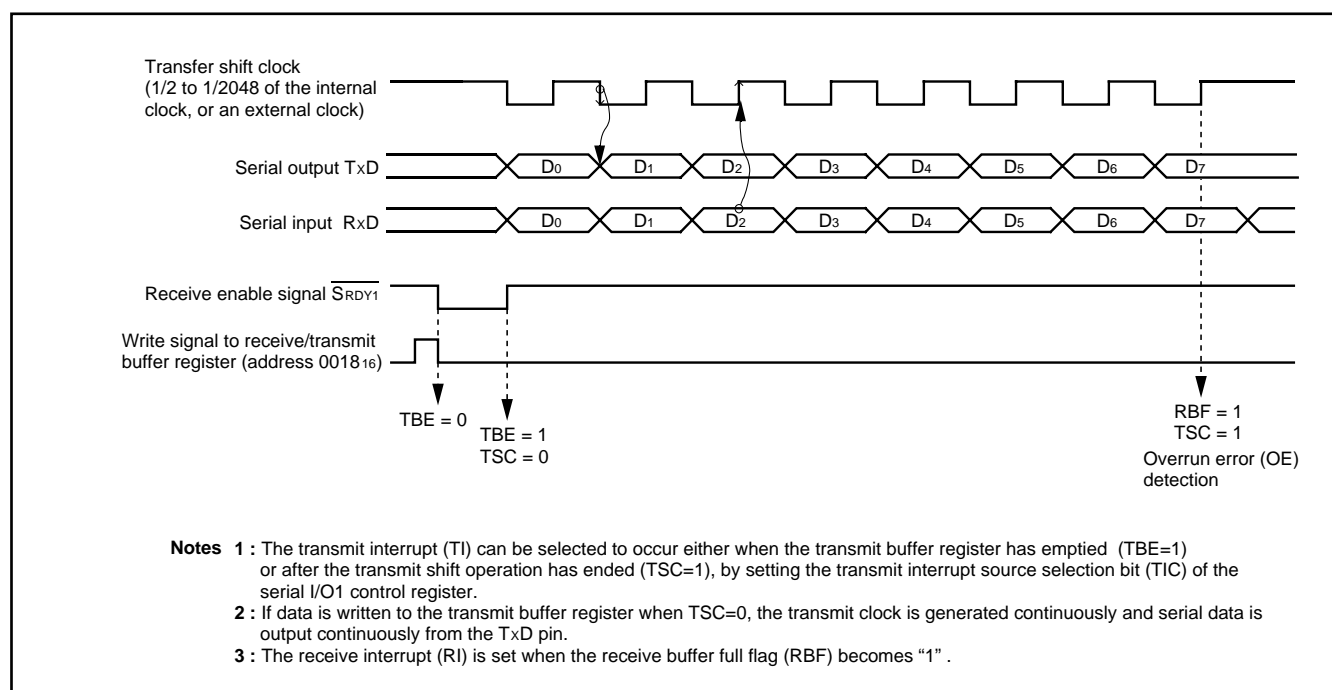 Transfer shift clock
(1/2 to 1/2048 of the internal
clock, or an external clock)
Serial output TxD
D0 D1 D2 D3 D4 D5 D6 D7
Serial input RxD
D0 D1 D2 D3 D4 D5 D6 D7
Receive enable signal SRDY1
Write signal to receive/transmit
buffer register (address 001816)
TBE = 0
TBE = 1
TSC = 0
RBF = 1
TSC = 1
Overrun error (OE)
detection
Notes 1 : The transmit interrupt (TI) can be selected to occur either when the transmit buffer register has emptied (TBE=1)
or after the transmit shift operation has ended (TSC=1), by setting the transmit interrupt source selection bit (TIC) of the
serial I/O1 control register.
2 : If data is written to the transmit buffer register when TSC=0, the transmit clock is generated continuously and serial data is
output continuously from the TxD pin.
3 : The receive interrupt (RI) is set when the receive buffer full flag (RBF) becomes “1” .